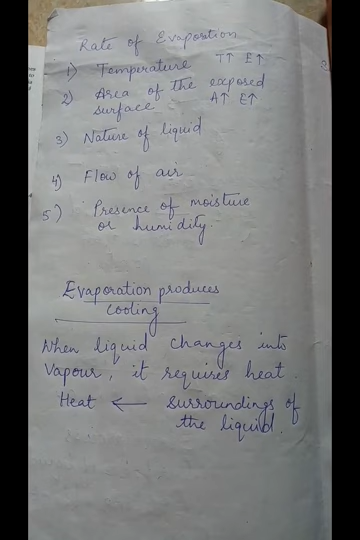 Rate of Evaportion
1) Temperature T↑ E↑
2) Area of the exposed
surface A↑ E↑
3) Nature of liquid
4) Flow of air
5) Presence of moisture
or humidity.
Evaporation produces
cooling
When liquid changes into
Vapour, it requires heat.
Heat ← Surroundings of
the liquid.